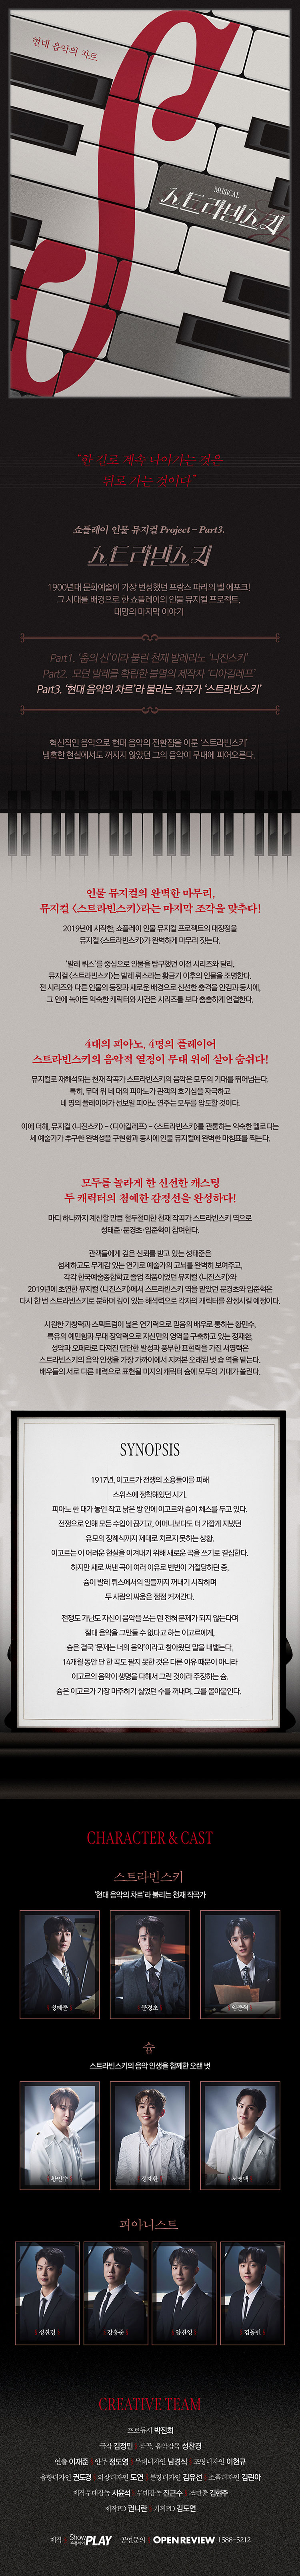 현대 음악의 차르
MUSICAL
스트라빈스키
“한 길로 계속 나아가는 것은
뒤로 가는 것이다”
쇼플레이 인물 뮤지컬 Project – Part3.
스트라빈스키
1900년대 문화예술이 가장 번성했던 프랑스 파리의 벨 에포크!
그 시대를 배경으로 한 쇼플레이의 인물 뮤지컬 프로젝트,
대망의 마지막 이야기
Part1. ‘춤의 신’이라 불린 천재 발레리노 ‘니진스키’
Part2. 모던 발레를 확립한 불멸의 제작자 ‘디아길레프’
Part3. ‘현대 음악의 차르’라 불리는 작곡가 ‘스트라빈스키’
혁신적인 음악으로 현대 음악의 전환점을 이룬 ‘스트라빈스키’
냉혹한 현실에서도 꺼지지 않았던 그의 음악이 무대에 피어오른다.
인물 뮤지컬의 완벽한 마무리,
뮤지컬 <스트라빈스키>라는 마지막 조각을 맞추다!
2019년에 시작한, 쇼플레이 인물 뮤지컬 프로젝트의 대장정을
뮤지컬 <스트라빈스키>가 완벽하게 마무리 짓는다.
‘발레 뤼스’를 중심으로 인물을 탐구했던 이전 시리즈와 달리,
뮤지컬 <스트라빈스키>는 발레 뤼스라는 황금기 이후의 인물을 조명한다.
전 시리즈와 다른 인물의 등장과 새로운 배경으로 신선한 충격을 안김과 동시에,
그 안에 녹아든 익숙한 캐릭터와 사건은 시리즈를 보다 촘촘하게 연결한다.
4대의 피아노, 4명의 플레이어
스트라빈스키의 음악적 열정이 무대 위에 살아 숨쉬다!
뮤지컬로 재해석되는 천재 작곡가 스트라빈스키의 음악은 모두의 기대를 뛰어넘는다.
특히, 무대 위 네 대의 피아노가 관객의 호기심을 자극하고
네 명의 플레이어가 선보일 피아노 연주는 모두를 압도할 것이다.
이에 더해, 뮤지컬 <니진스키> – <디아길레프> – <스트라빈스키>를 관통하는 익숙한 멜로디는
세 예술가가 추구한 완벽성을 구현함과 동시에 인물 뮤지컬에 완벽한 마침표를 찍는다.
모두를 놀라게 한 신선한 캐스팅
두 캐릭터의 첨예한 감정선을 완성하다!
마디 하나까지 계산할 만큼 철두철미한 천재 작곡가 스트라빈스키 역으로
성태준·문경초·임준혁이 참여한다.
관객들에게 깊은 신뢰를 받고 있는 성태준은
섬세하고도 무게감 있는 연기로 예술가의 고뇌를 완벽히 보여주고,
각각 한국예술종합학교 졸업 작품이었던 뮤지컬 <니진스키>와
2019년에 초연한 뮤지컬 <니진스키>에서 스트라빈스키 역을 맡았던 문경초와 임준혁은
다시 한 번 스트라빈스키로 분하며 깊이 있는 해석력으로 각자의 캐릭터를 완성시킬 예정이다.
시원한 가창력과 스펙트럼이 넓은 연기력으로 믿음의 배우로 통하는 황민수,
특유의 예민함과 무대 장악력으로 자신만의 영역을 구축하고 있는 정재환,
성악과 오페라로 다져진 단단한 발성과 풍부한 표현력을 가진 서영택은
스트라빈스키의 음악 인생을 가장 가까이에서 지켜본 오래된 벗 슘 역을 맡는다.
배우들의 서로 다른 매력으로 표현될 미지의 캐릭터 슘에 모두의 기대가 쏠린다.
SYNOPSIS
1917년, 이고르가 전쟁의 소용돌이를 피해
스위스에 정착해있던 시기.
피아노 한 대가 놓인 작고 낡은 방 안에 이고르와 슘이 체스를 두고 있다.
전쟁으로 인해 모든 수입이 끊기고, 어머니보다도 더 가깝게 지냈던
유모의 장례식까지 제대로 치르지 못하는 상황.
이고르는 이 어려운 현실을 이겨내기 위해 새로운 곡을 쓰기로 결심한다.
하지만 새로 써낸 곡이 여러 이유로 번번이 거절당하던 중,
슘이 발레 뤼스에서의 일들까지 꺼내기 시작하며
두 사람의 싸움은 점점 커져간다.
전쟁도 가난도 자신이 음악을 쓰는 덴 전혀 문제가 되지 않는다며
절대 음악을 그만둘 수 없다고 하는 이고르에게,
슘은 결국 ‘문제는 너의 음악’이라고 참아왔던 말을 내뱉는다.
14개월 동안 단 한 곡도 팔지 못한 것은 다른 이유 때문이 아니라
이고르의 음악이 생명을 다해서 그런 것이라 주장하는 슘.
슘은 이고르가 가장 마주하기 싫었던 수를 꺼내며, 그를 몰아붙인다.
CHARACTER & CAST
스트라빈스키
‘현대 음악의 차르’라 불리는 천재 작곡가
성태준 문경초 임준혁
슘
스트라빈스키의 음악 인생을 함께한 오랜 벗
황민수 정재환 서영택
피아니스트
성찬경 강홍준 양찬영 김동빈
CREATIVE TEAM
프로듀서 박진희
극작 김정민 작곡, 음악감독 성찬경
연출 이재준 안무 정도영 무대디자인 남경식 조명디자인 이현규
음향디자인 권도경 의상디자인 도연 분장디자인 김유선 소품디자인 김린아
제작무대감독 서윤석 무대감독 진근수 조연출 김현주
제작PD 권니란 기획PD 김도연
제작 Show PLAY 쇼플레이 공연문의 OPEN REVIEW 1588-5212